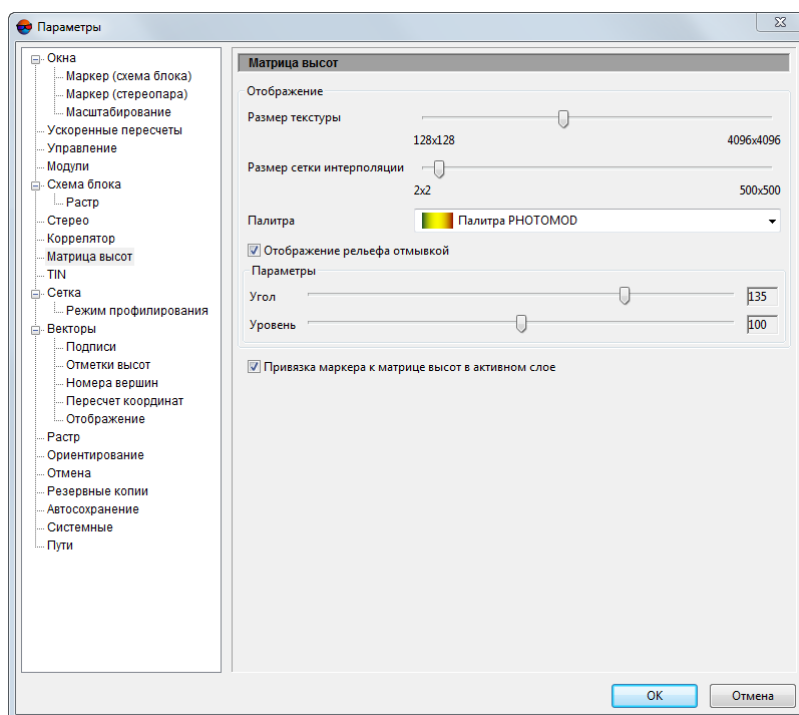 Параметры
Окна
Маркер (схема блока)
Маркер (стереопара)
Масштабирование
Ускоренные пересчеты
Управление
Модули
Схема блока
Растр
Стерео
Коррелятор
Матрица высот
TIN
Сетка
Режим профилирования
Векторы
Подписи
Отметки высот
Номера вершин
Пересчет координат
Отображение
Растр
Ориентирование
Отмена
Резервные копии
Автосохранение
Системные
Пути
Матрица высот
Отображение
Размер текстуры
128x128 4096x4096
Размер сетки интерполяции
2x2 500x500
Палитра Палитра PHOTOMOD
Отображение рельефа отмывкой
Параметры
Угол 135
Уровень 100
Привязка маркера к матрице высот в активном слое
OK Отмена